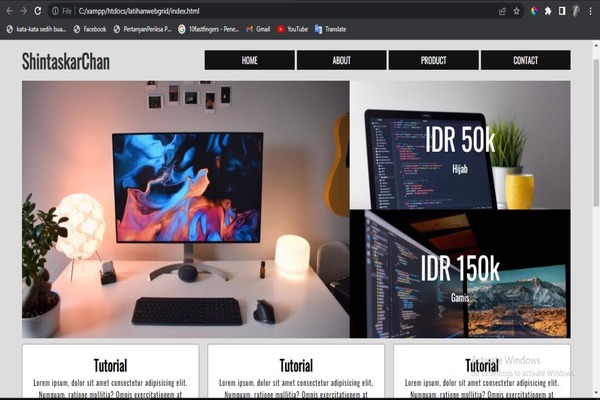 File C:/xampp/htdocs/latihanwebgrid/index.html
kata-kata sedih bua... Facebook PertanyanPeriksa P... 10fastfingers - Pene... Gmail YouTube Translate
ShintaskarChan
HOME ABOUT PRODUCT CONTACT
IDR 50k
Hijab
IDR 150k
Gamis
Activate Windows
Go to Settings to activate Windows.
Tutorial Tutorial Tutorial
Lorem ipsum, dolor sit amet consectetur adipisicing elit. Lorem ipsum, dolor sit amet consectetur adipisicing elit. Lorem ipsum, dolor sit amet consectetur adipisicing elit.
Numquam, ratione mollitia? Omnis exercitationem at Numquam, ratione mollitia? Omnis exercitationem at Numquam, ratione mollitia? Omnis exercitationem at